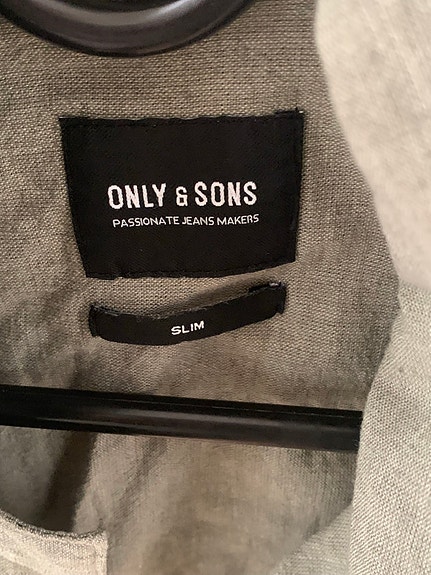 ONLY & SONS
PASSIONATE JEANS MAKERS
SLIM